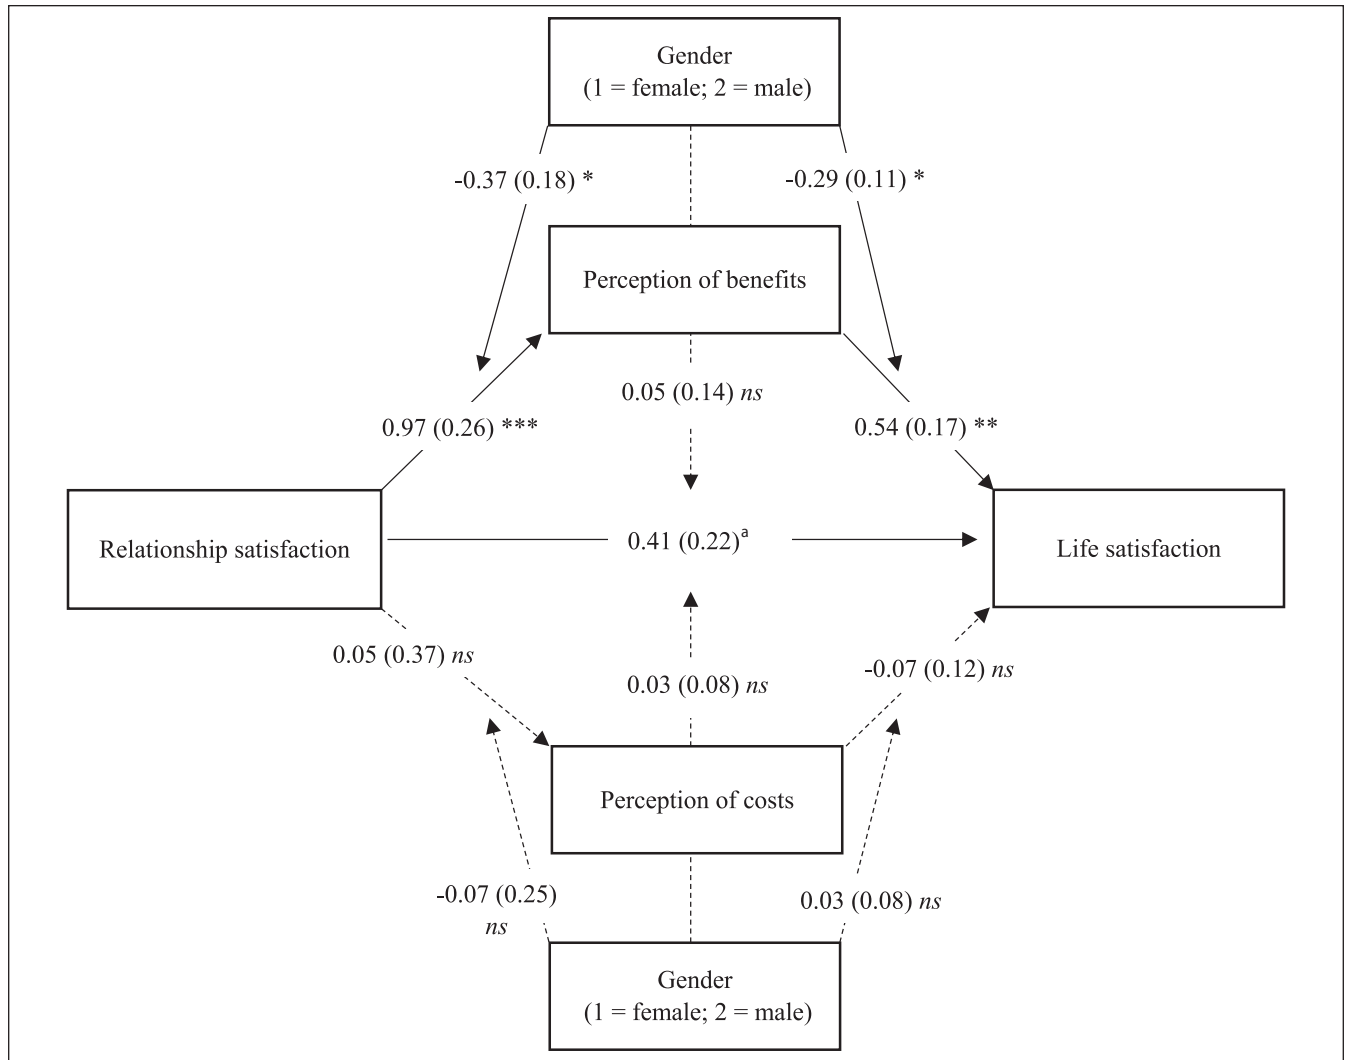 Gender
(1 = female; 2 = male)
-0.37 (0.18) *
-0.29 (0.11) *
Perception of benefits
0.05 (0.14) ns
0.97 (0.26) ***
0.54 (0.17) **
Relationship satisfaction
0.41 (0.22)ᵃ
Life satisfaction
0.05 (0.37) ns
-0.07 (0.12) ns
0.03 (0.08) ns
Perception of costs
-0.07 (0.25)
ns
0.03 (0.08) ns
Gender
(1 = female; 2 = male)